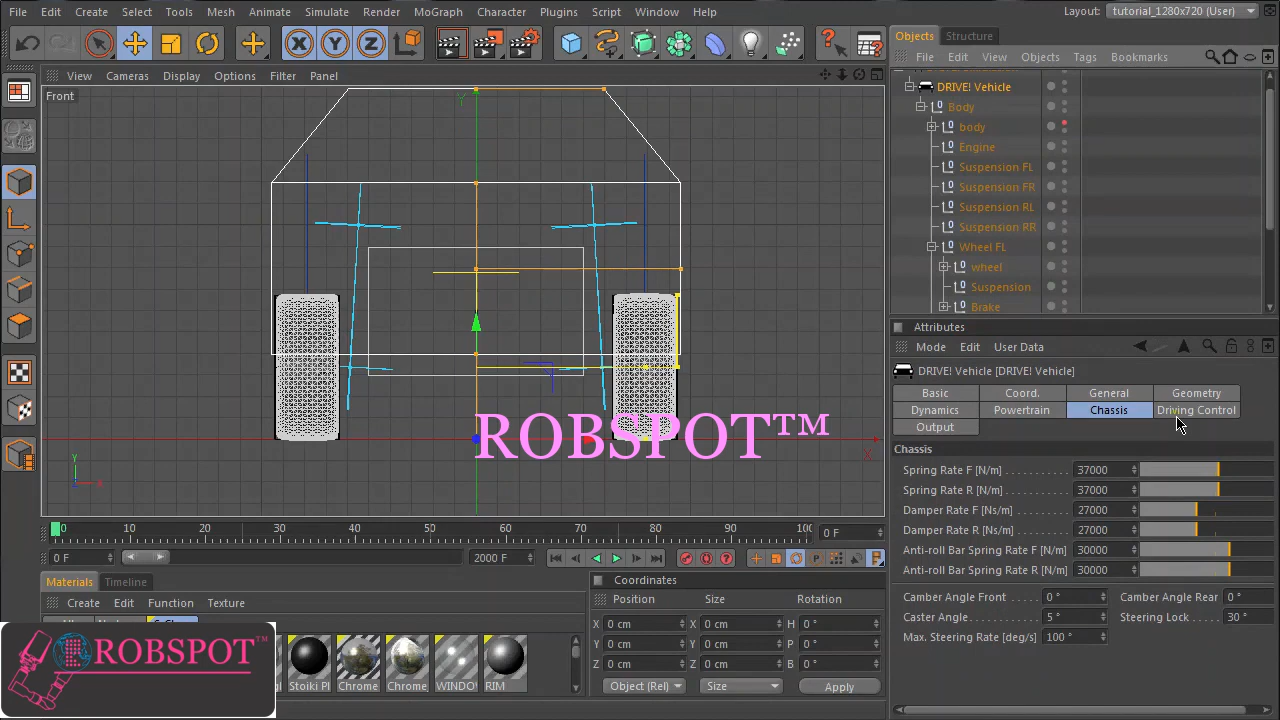 File Edit Create Select Tools Mesh Animate Simulate Render MoGraph Character Plugins Script Window Help Layout: tutorial_1280x720 (User)
Objects Structure
File Edit View Objects Tags Bookmarks
View Cameras Display Options Filter Panel
Front
Y
X
Y
X
DRIVE! Vehicle
Body
body
Engine
Suspension FL
Suspension FR
Suspension RL
Suspension RR
Wheel FL
wheel
Suspension
Brake
ROBSPOT™
Attributes
Mode Edit User Data
DRIVE! Vehicle [DRIVE! Vehicle]
Basic Coord. General Geometry
Dynamics Powertrain Chassis Driving Control
Output
Chassis
Spring Rate F [N/m] 37000
Spring Rate R [N/m] 37000
Damper Rate F [Ns/m] 27000
Damper Rate R [Ns/m] 27000
Anti-roll Bar Spring Rate F [N/m] 30000
Anti-roll Bar Spring Rate R [N/m] 30000
Camber Angle Front 0 ° Camber Angle Rear 0 °
Caster Angle 5 ° Steering Lock 30 °
Max. Steering Rate [deg/s] 100 °
0 10 20 30 40 50 60 70 80 90 100 0 F
0 F 2000 F
Materials Timeline
Create Edit Function Texture
Stoiki Pl Chrome Chrome WINDO RIM
Coordinates
Position Size Rotation
X 0 cm X 0 cm H 0 °
Y 0 cm Y 0 cm P 0 °
Z 0 cm Z 0 cm B 0 °
Object (Rel) Size Apply
ROBSPOT™